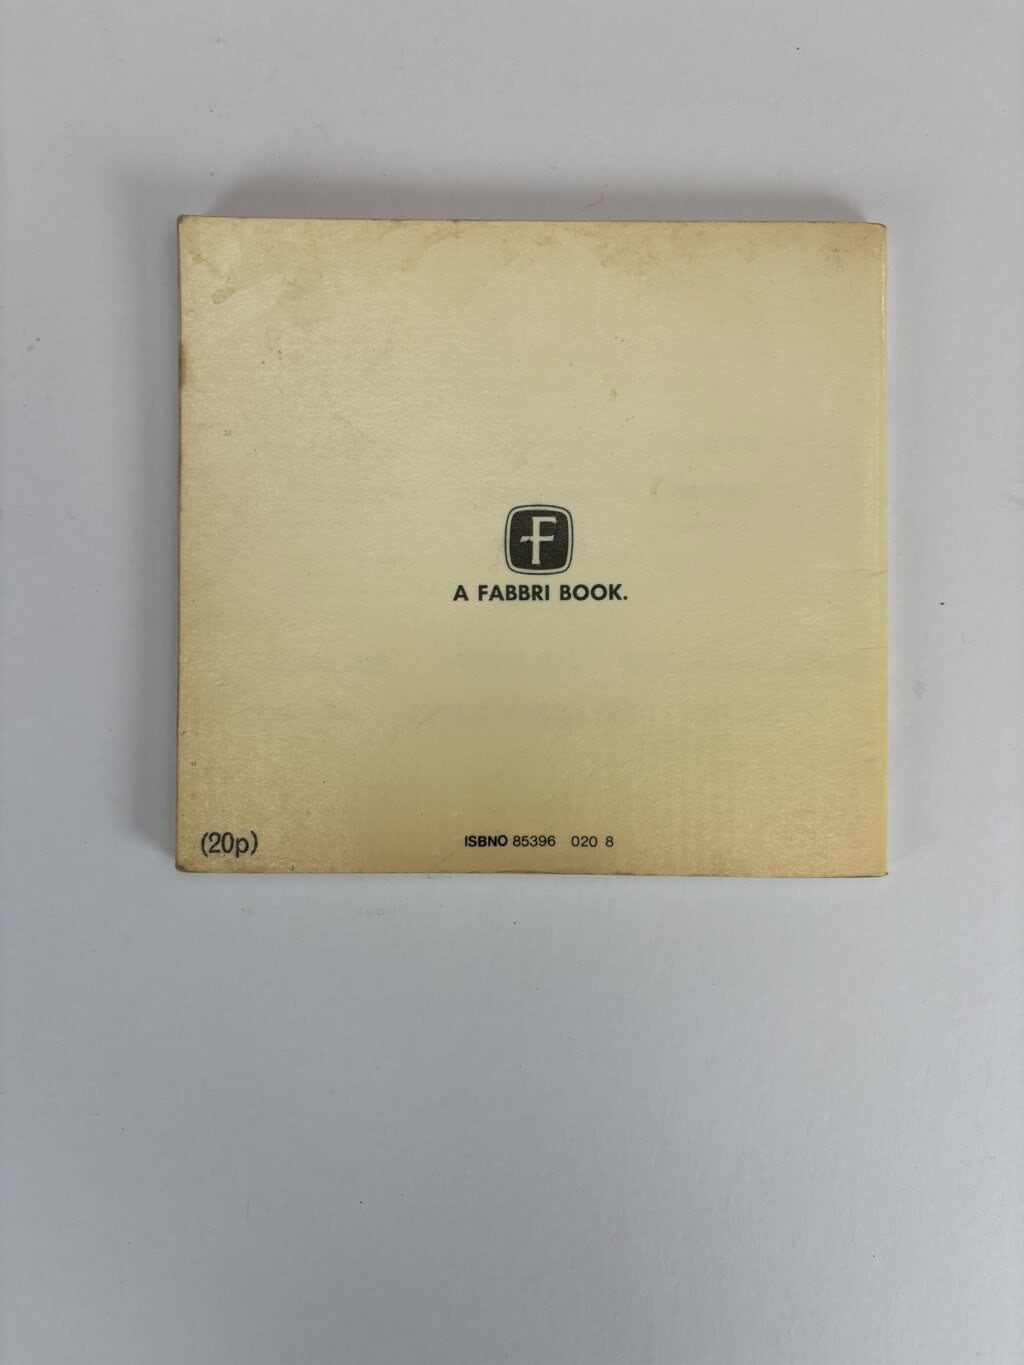 F
A FABBRI BOOK.
(20p)
ISBNO 85396 020 8